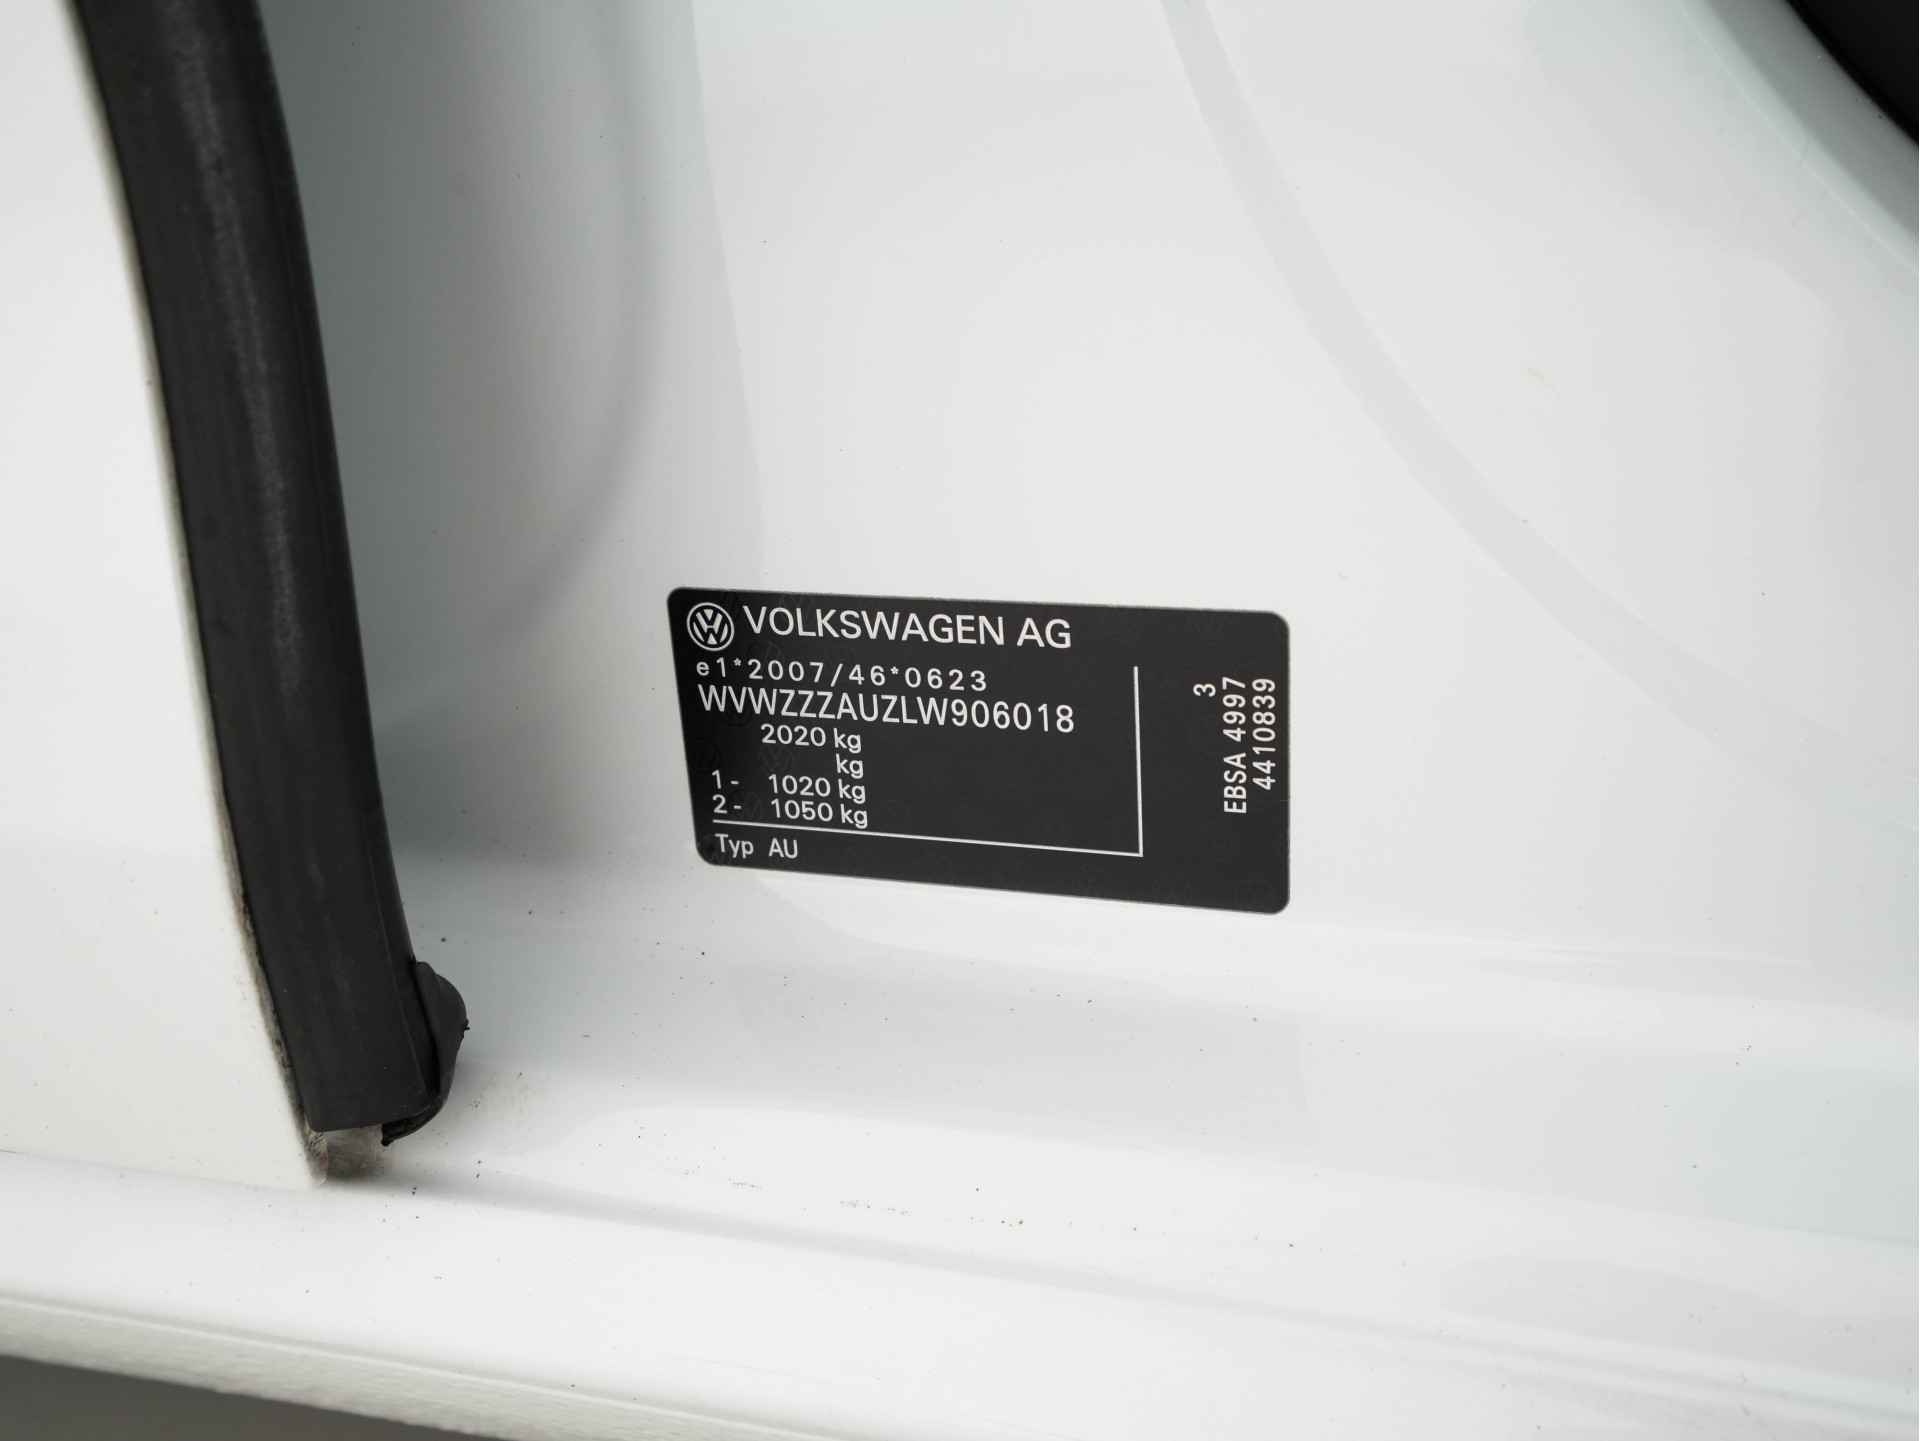 VOLKSWAGEN AG
e1*2007/46*0623
WVWZZZAUZLW906018
2020 kg
kg
1- 1020 kg
2- 1050 kg
Typ AU
3
EBSA 4997
4410839